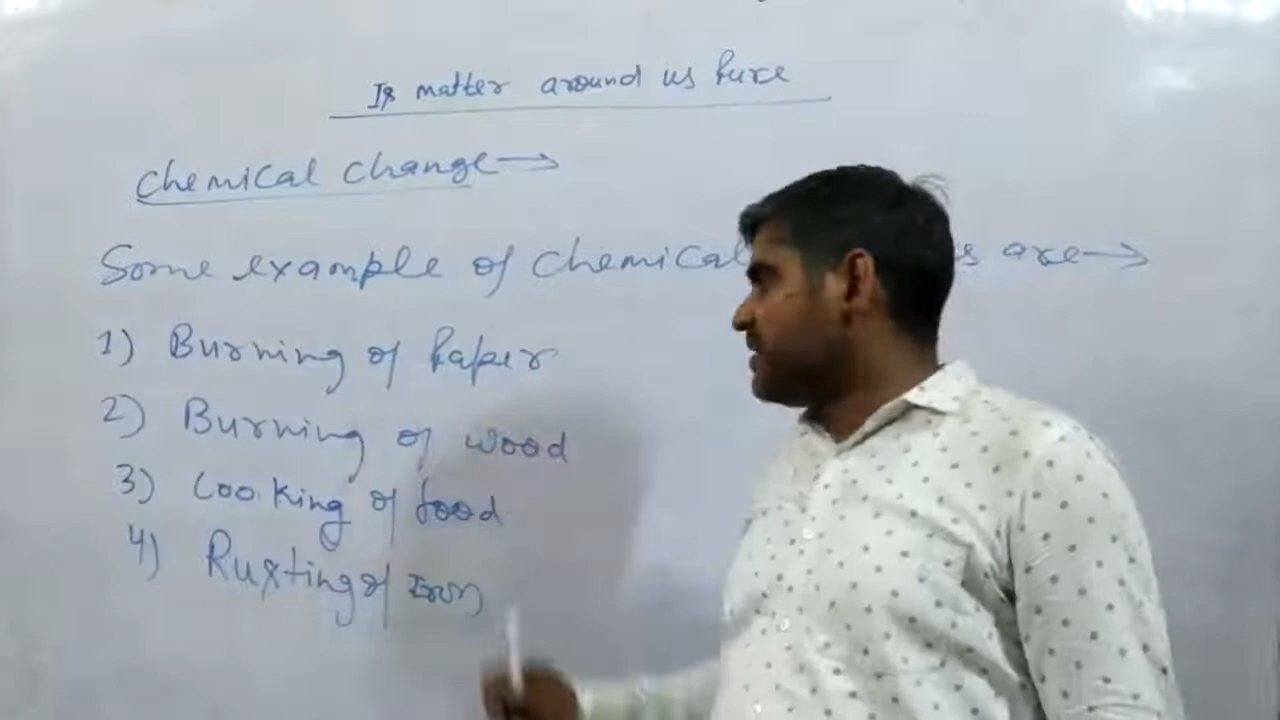 Is matter around us Pure
Chemical change →
Some example of chemical s are →
1) Burning of Paper
2) Burning of wood
3) Cooking of food
4) Rusting of Iron